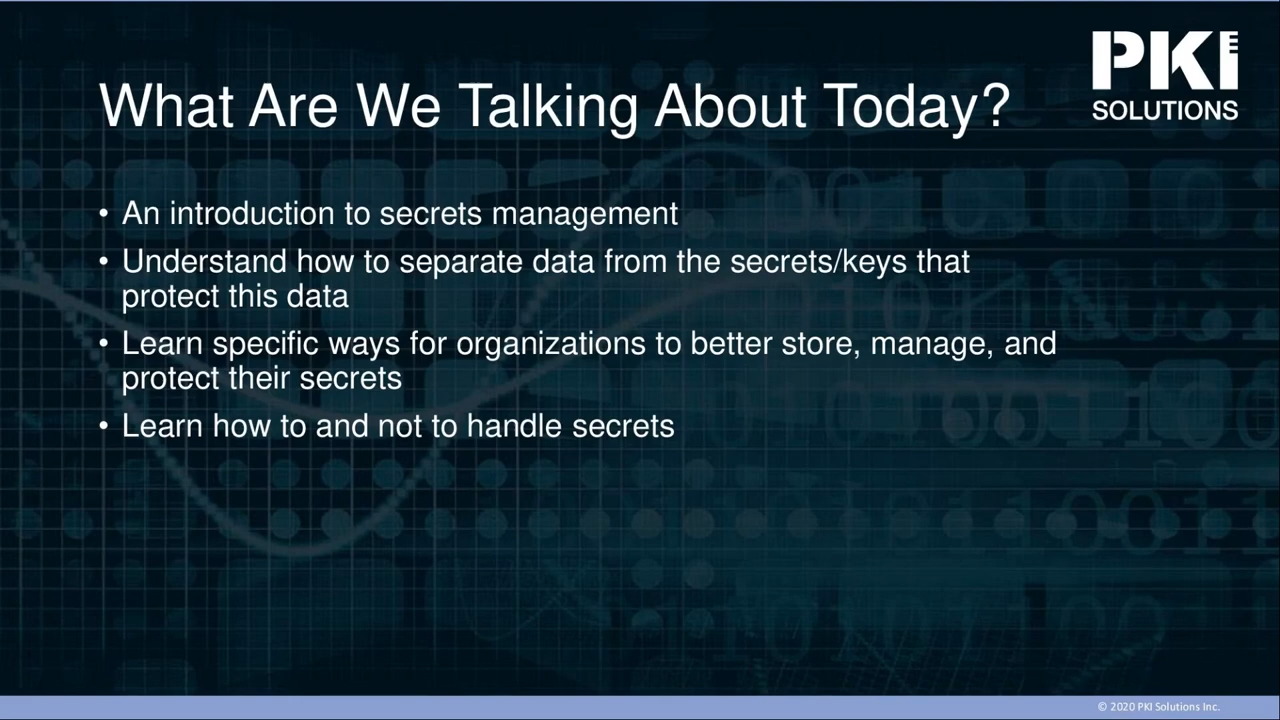 PKI
SOLUTIONS
What Are We Talking About Today?
• An introduction to secrets management
• Understand how to separate data from the secrets/keys that
protect this data
• Learn specific ways for organizations to better store, manage, and
protect their secrets
• Learn how to and not to handle secrets
© 2020 PKI Solutions Inc.